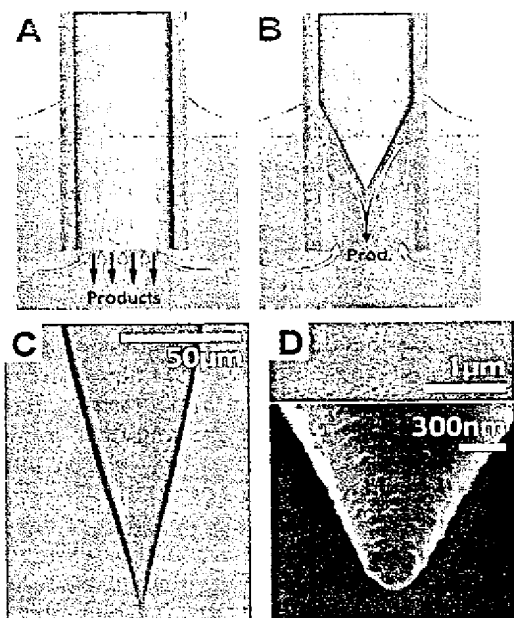 A
B
Products
Prod.
C
50μm
D
1μm
300nm